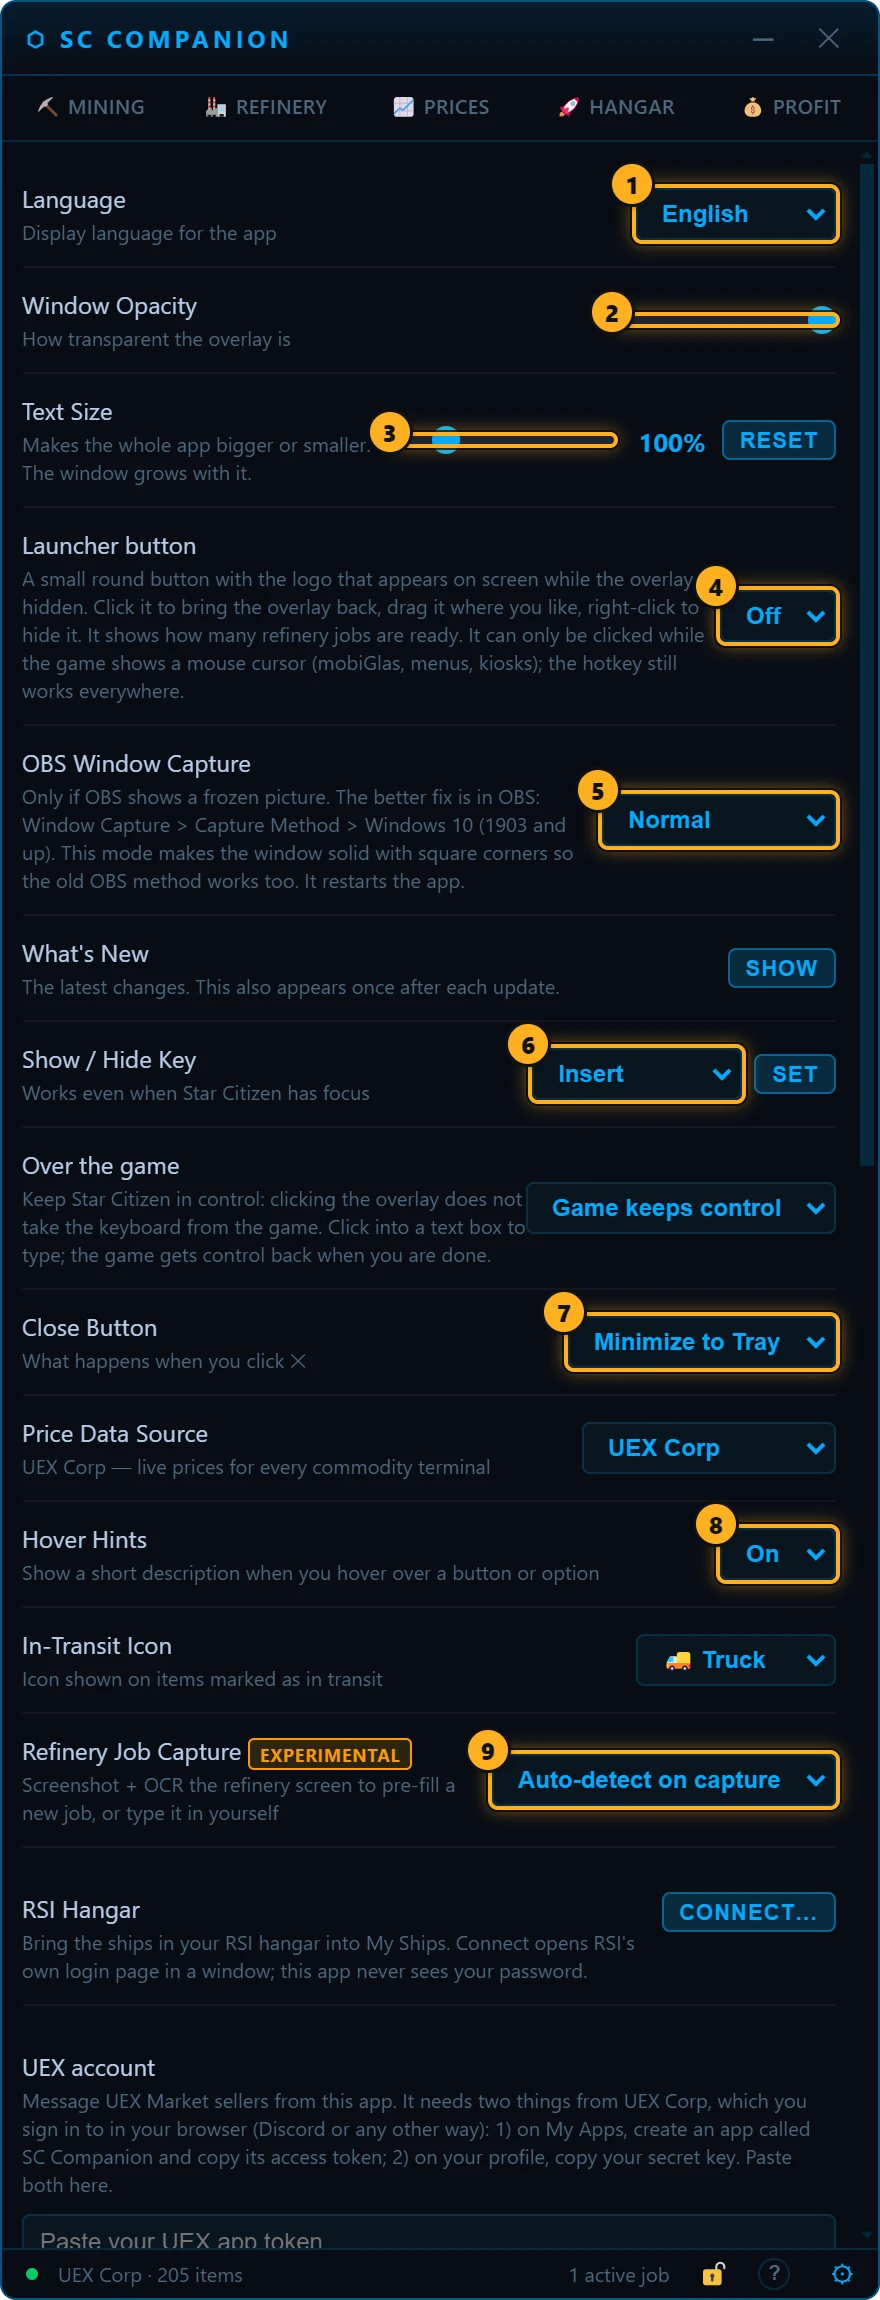 SC COMPANION
MINING REFINERY PRICES HANGAR PROFIT
Language
Display language for the app
1
English
Window Opacity
How transparent the overlay is
2
Text Size
Makes the whole app bigger or smaller.
The window grows with it.
3
100%
RESET
Launcher button
A small round button with the logo that appears on screen while the overlay
hidden. Click it to bring the overlay back, drag it where you like, right-click to
hide it. It shows how many refinery jobs are ready. It can only be clicked while
the game shows a mouse cursor (mobiGlas, menus, kiosks); the hotkey still
works everywhere.
4
Off
OBS Window Capture
Only if OBS shows a frozen picture. The better fix is in OBS:
Window Capture > Capture Method > Windows 10 (1903 and
up). This mode makes the window solid with square corners so
the old OBS method works too. It restarts the app.
5
Normal
What's New
The latest changes. This also appears once after each update.
SHOW
Show / Hide Key
Works even when Star Citizen has focus
6
Insert
SET
Over the game
Keep Star Citizen in control: clicking the overlay does not
take the keyboard from the game. Click into a text box to
type; the game gets control back when you are done.
Game keeps control
Close Button
What happens when you click ✕
7
Minimize to Tray
Price Data Source
UEX Corp — live prices for every commodity terminal
UEX Corp
Hover Hints
Show a short description when you hover over a button or option
8
On
In-Transit Icon
Icon shown on items marked as in transit
Truck
Refinery Job Capture EXPERIMENTAL
Screenshot + OCR the refinery screen to pre-fill a
new job, or type it in yourself
9
Auto-detect on capture
RSI Hangar
Bring the ships in your RSI hangar into My Ships. Connect opens RSI's
own login page in a window; this app never sees your password.
CONNECT...
UEX account
Message UEX Market sellers from this app. It needs two things from UEX Corp, which you
sign in to in your browser (Discord or any other way): 1) on My Apps, create an app called
SC Companion and copy its access token; 2) on your profile, copy your secret key. Paste
both here.
Paste your UEX app token
UEX Corp · 205 items
1 active job
?